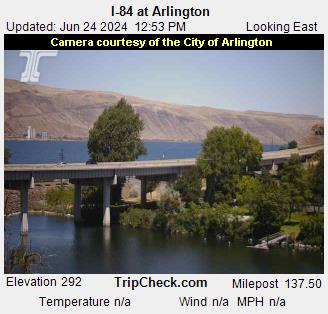 I-84 at Arlington
Updated: Jun 24 2024 12:53 PM Looking East
Camera courtesy of the City of Arlington
Elevation 292 TripCheck.com Milepost 137.50
Temperature n/a Wind n/a MPH n/a